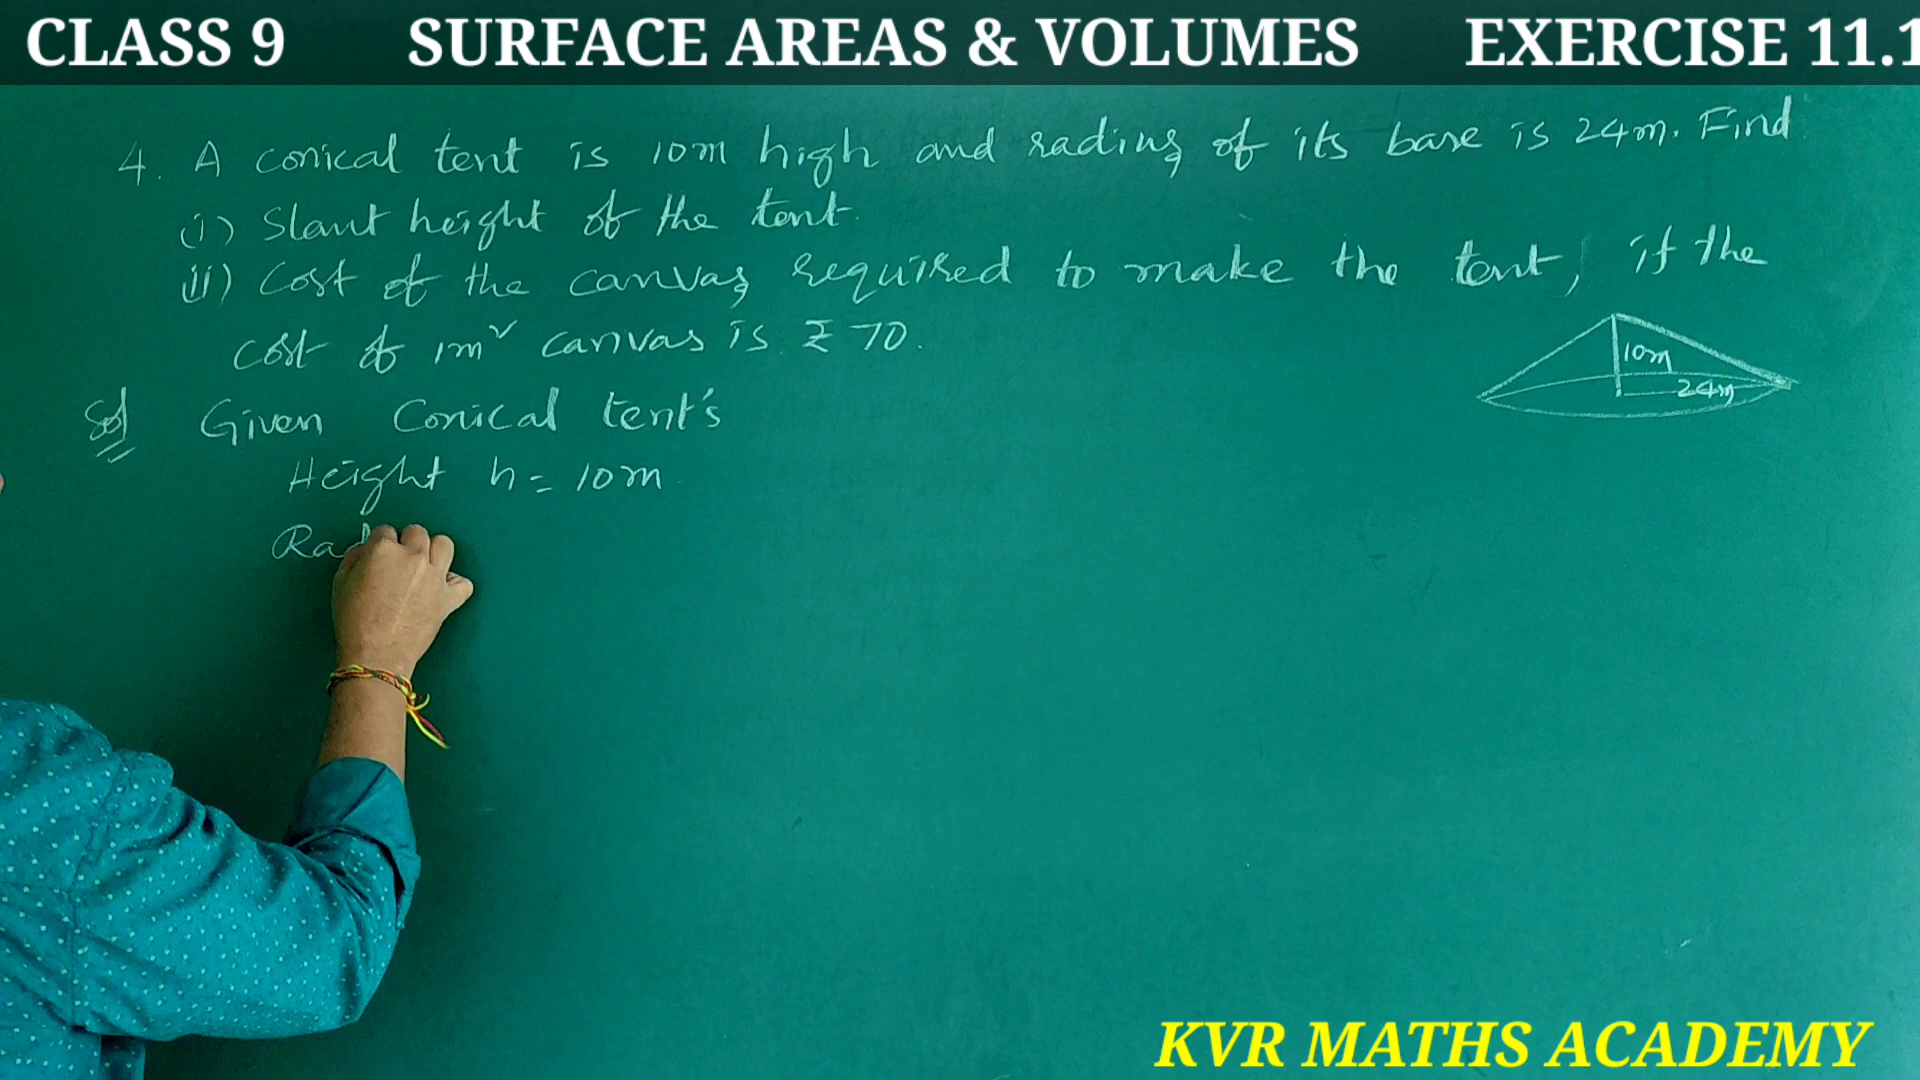 CLASS 9 SURFACE AREAS & VOLUMES EXERCISE 11.1
4. A conical tent is 10m high and radius of its base is 24m. Find
(i) Slant height of the tent.
ii) Cost of the canvas required to make the tent, if the
cost of 1m² canvas is ₹ 70.
10m
24m
Sol Given Conical tent's
Height h = 10m
Rad
KVR MATHS ACADEMY